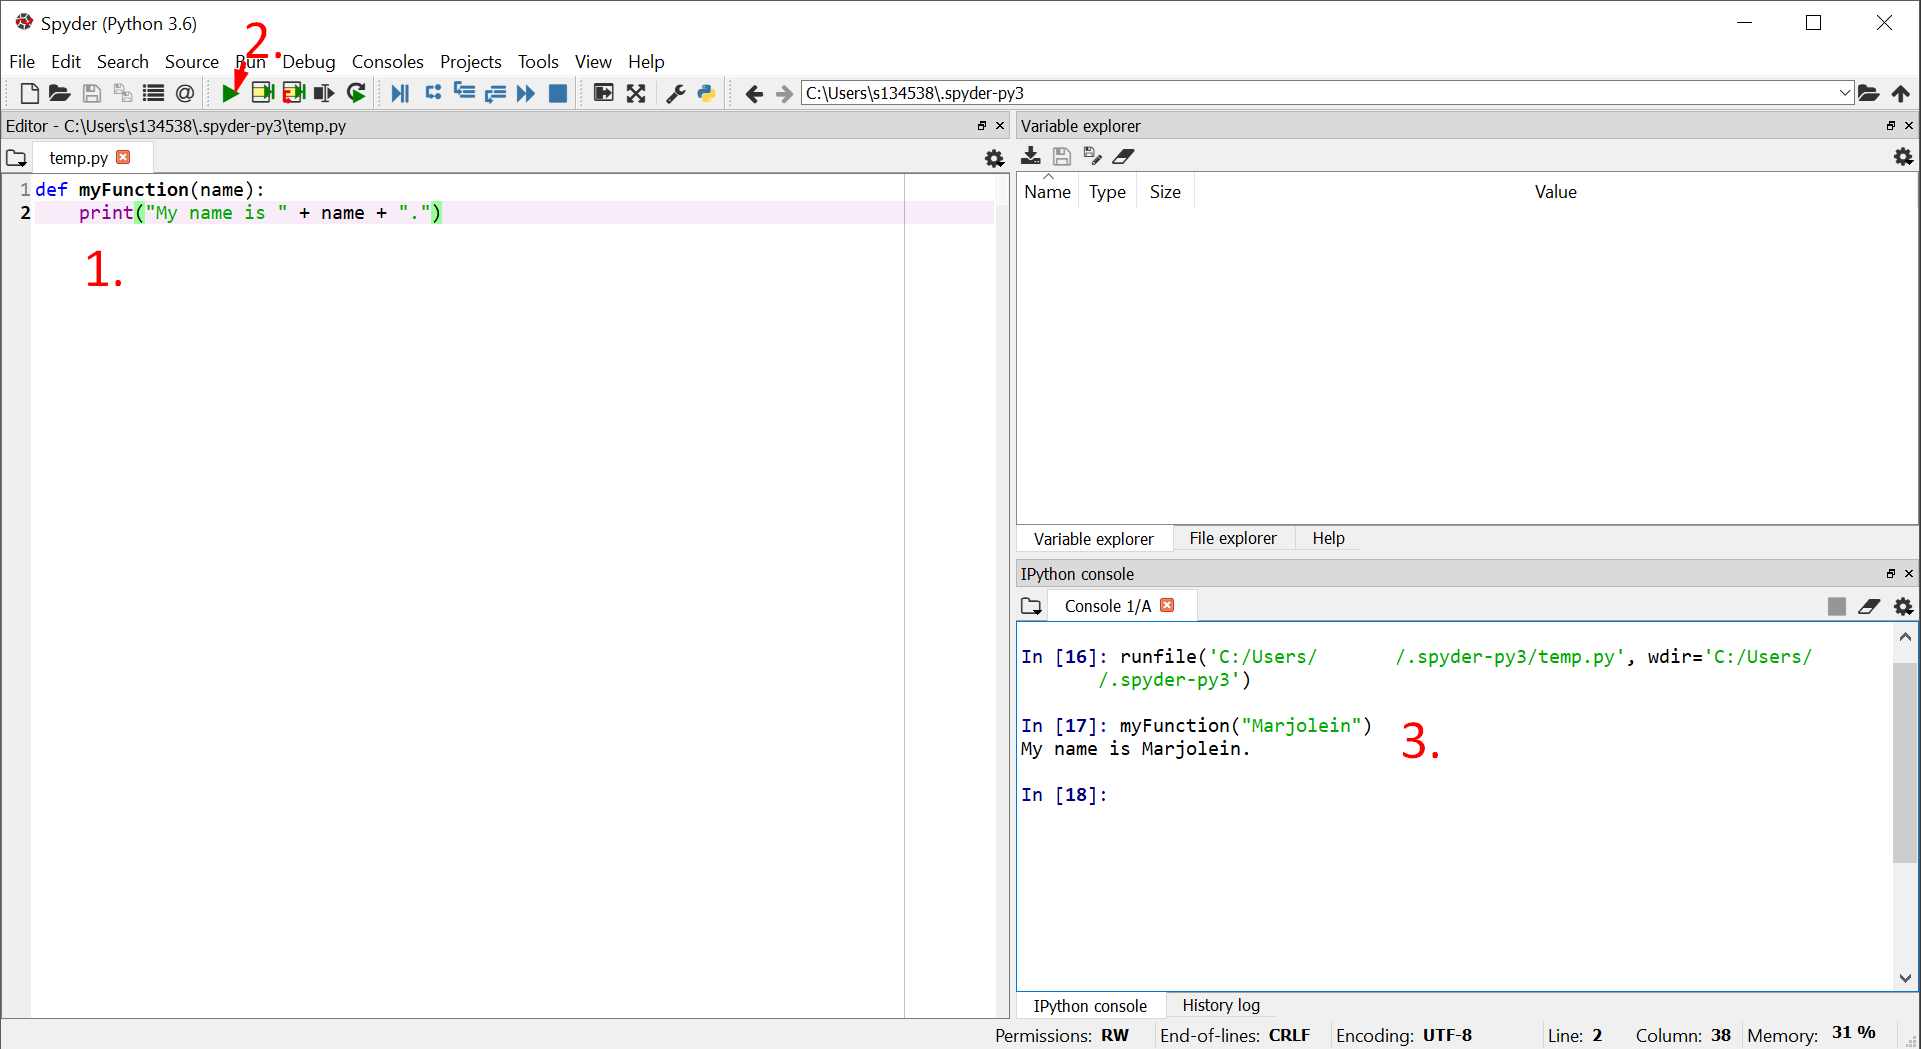 Spyder (Python 3.6)
2.
File Edit Search Source Run Debug Consoles Projects Tools View Help
C:\Users\s134538\.spyder-py3
Editor - C:\Users\s134538\.spyder-py3\temp.py
temp.py
1 def myFunction(name):
2 print("My name is " + name + ".")
1.
Variable explorer
Name Type Size Value
Variable explorer File explorer Help
IPython console
Console 1/A
In [16]: runfile('C:/Users/ /.spyder-py3/temp.py', wdir='C:/Users/
/.spyder-py3')
In [17]: myFunction("Marjolein")
My name is Marjolein.
3.
In [18]:
IPython console History log
Permissions: RW End-of-lines: CRLF Encoding: UTF-8 Line: 2 Column: 38 Memory: 31 %